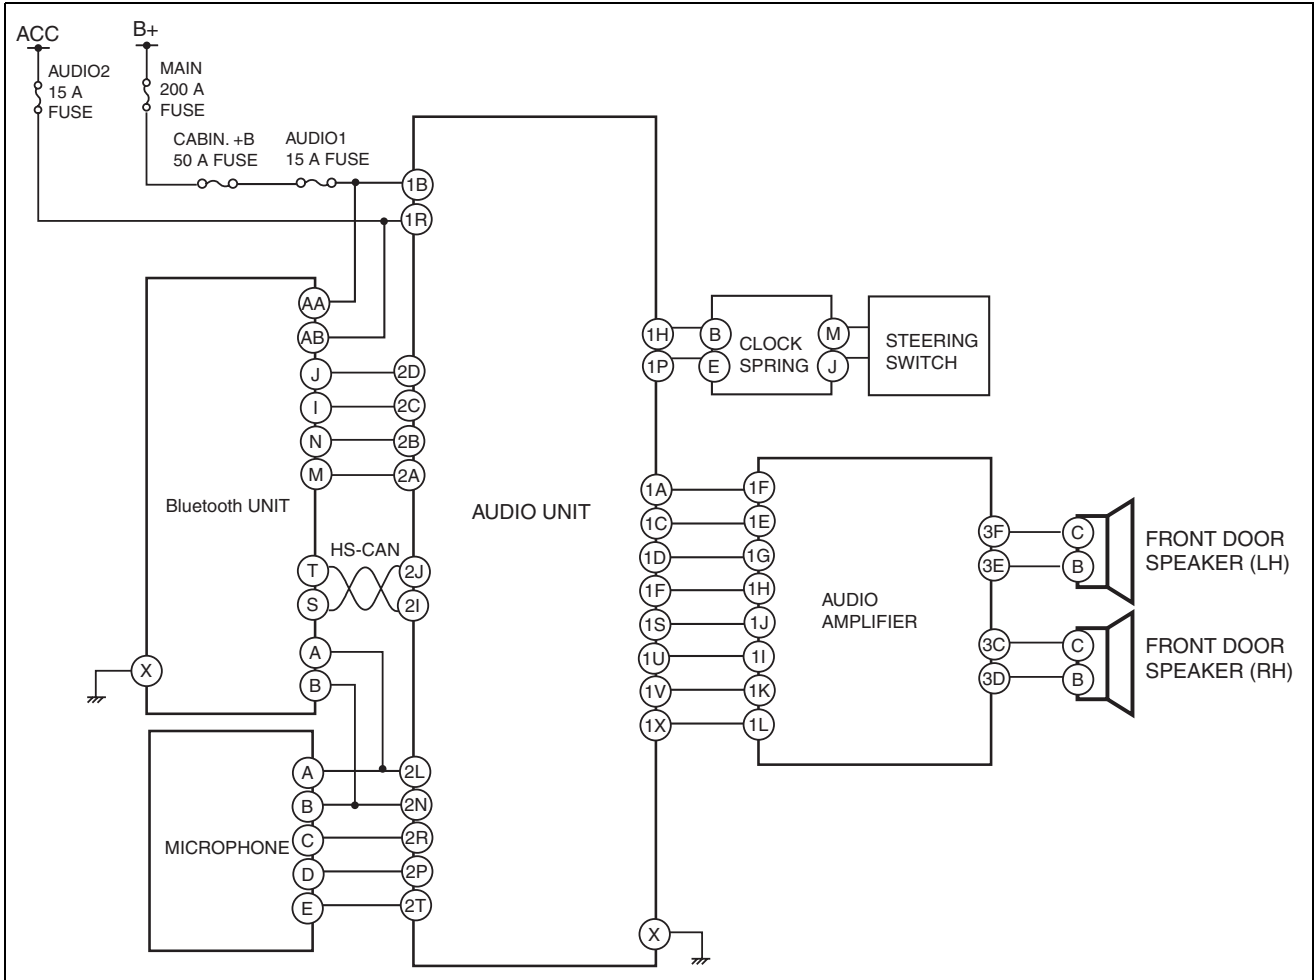 ACC
B+
AUDIO2
15 A
FUSE
MAIN
200 A
FUSE
CABIN. +B
50 A FUSE
AUDIO1
15 A FUSE
1B
1R
AA
AB
J
2D
I
2C
N
2B
M
2A
Bluetooth UNIT
HS-CAN
T
2J
S
2I
A
B
X
AUDIO UNIT
MICROPHONE
A
2L
B
2N
C
2R
D
2P
E
2T
1H
B
1P
E
CLOCK
SPRING
M
J
STEERING
SWITCH
1A
1F
1C
1E
1D
1G
1F
1H
1S
1J
1U
1I
1V
1K
1X
1L
AUDIO
AMPLIFIER
3F
C
3E
B
FRONT DOOR
SPEAKER (LH)
3C
C
3D
B
FRONT DOOR
SPEAKER (RH)
X